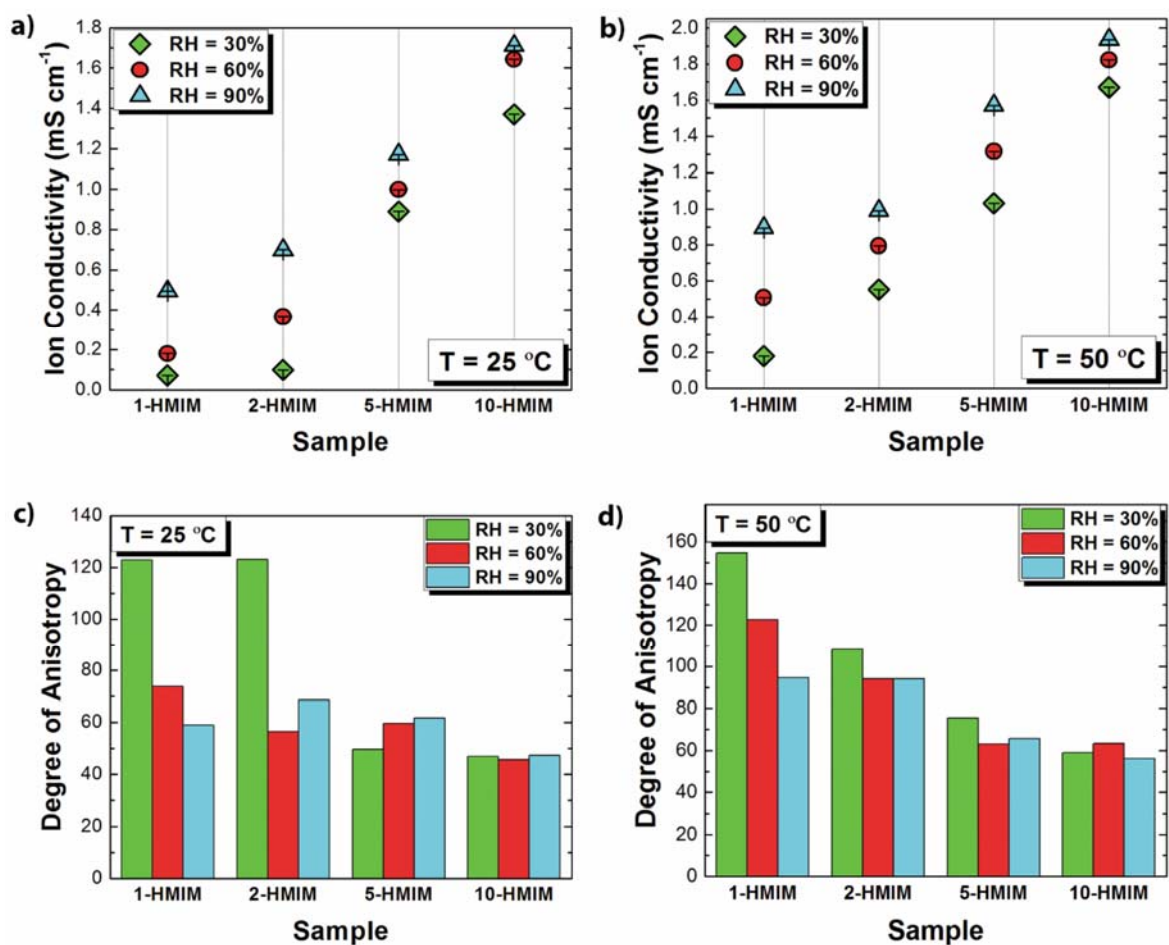 a)
Ion Conductivity (mS cm⁻¹)
1.8
1.6
1.4
1.2
1.0
0.8
0.6
0.4
0.2
0.0
RH = 30%
RH = 60%
RH = 90%
T = 25 °C
1-HMIM 2-HMIM 5-HMIM 10-HMIM
Sample
b)
Ion Conductivity (mS cm⁻¹)
2.0
1.8
1.6
1.4
1.2
1.0
0.8
0.6
0.4
0.2
0.0
RH = 30%
RH = 60%
RH = 90%
T = 50 °C
1-HMIM 2-HMIM 5-HMIM 10-HMIM
Sample
c)
Degree of Anisotropy
140
120
100
80
60
40
20
0
T = 25 °C
RH = 30%
RH = 60%
RH = 90%
1-HMIM 2-HMIM 5-HMIM 10-HMIM
Sample
d)
Degree of Anisotropy
160
140
120
100
80
60
40
20
0
T = 50 °C
RH = 30%
RH = 60%
RH = 90%
1-HMIM 2-HMIM 5-HMIM 10-HMIM
Sample